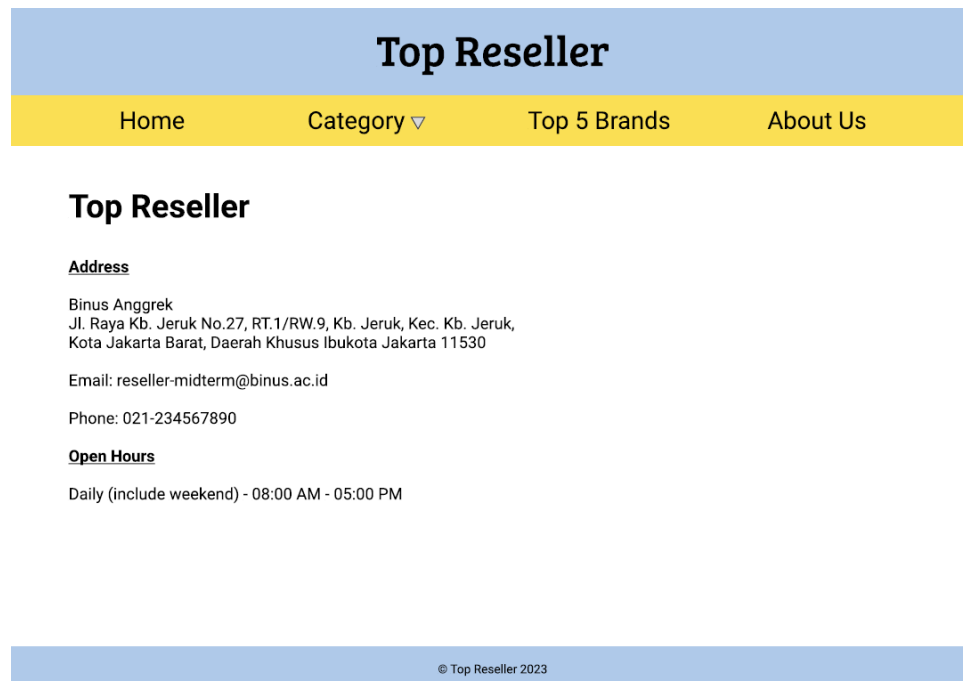 Top Reseller
Home Category Top 5 Brands About Us
Top Reseller
Address
Binus Anggrek
Jl. Raya Kb. Jeruk No.27, RT.1/RW.9, Kb. Jeruk, Kec. Kb. Jeruk,
Kota Jakarta Barat, Daerah Khusus Ibukota Jakarta 11530
Email: reseller-midterm@binus.ac.id
Phone: 021-234567890
Open Hours
Daily (include weekend) - 08:00 AM - 05:00 PM
© Top Reseller 2023